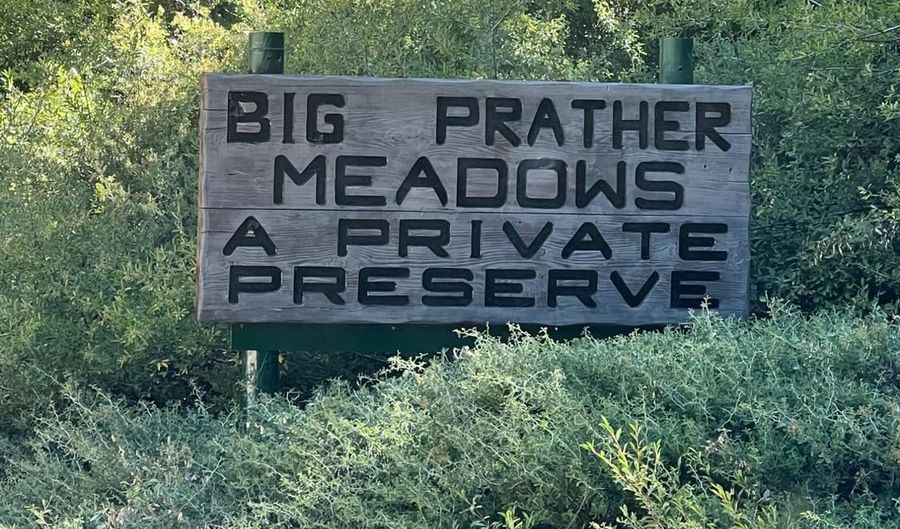 BIG PRATHER
MEADOWS
A PRIVATE
PRESERVE